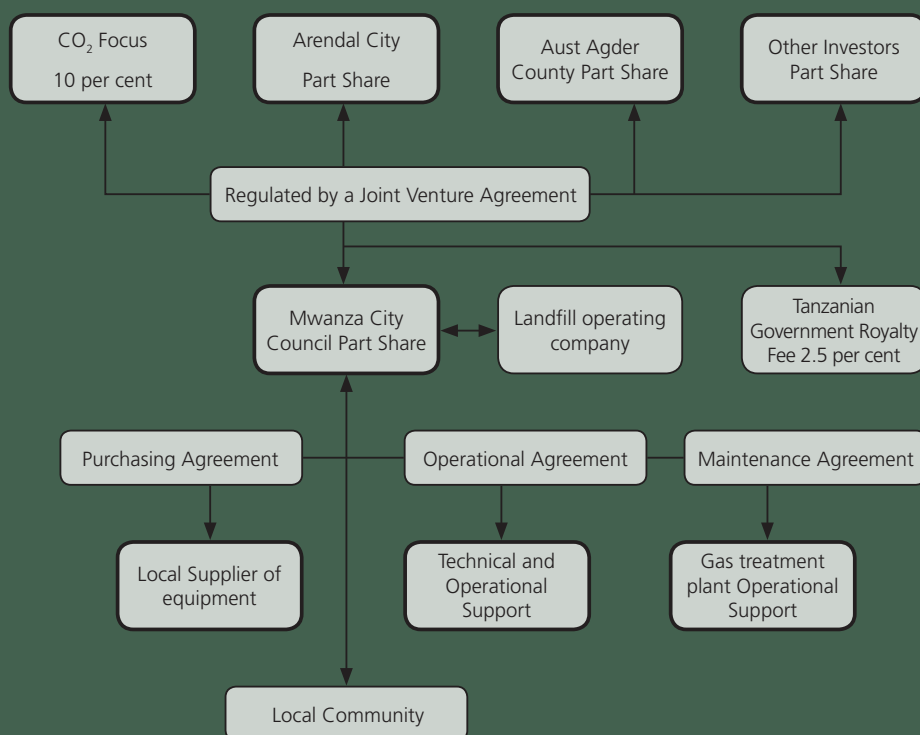 CO₂ Focus
10 per cent
Arendal City
Part Share
Aust Agder
County Part Share
Other Investors
Part Share
Regulated by a Joint Venture Agreement
Mwanza City
Council Part Share
Landfill operating
company
Tanzanian
Government Royalty
Fee 2.5 per cent
Purchasing Agreement
Operational Agreement
Maintenance Agreement
Local Supplier of
equipment
Technical and
Operational
Support
Gas treatment
plant Operational
Support
Local Community